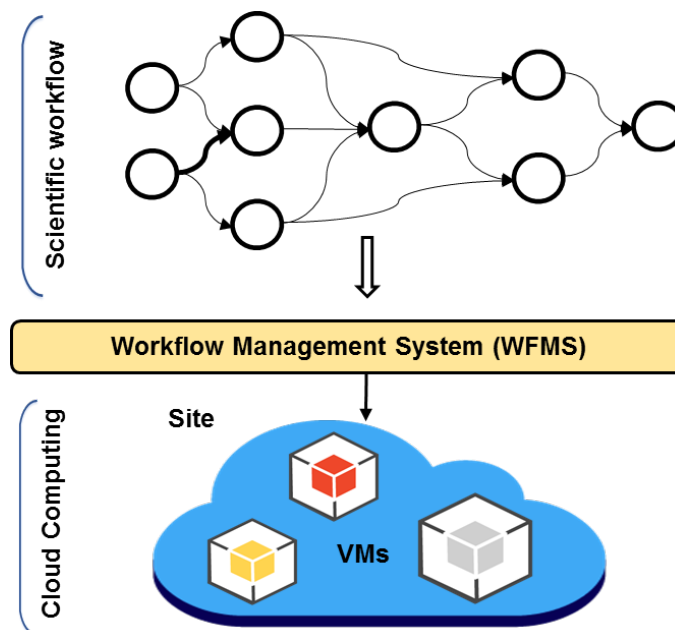 Scientific workflow
Workflow Management System (WFMS)
Cloud Computing
Site
VMs